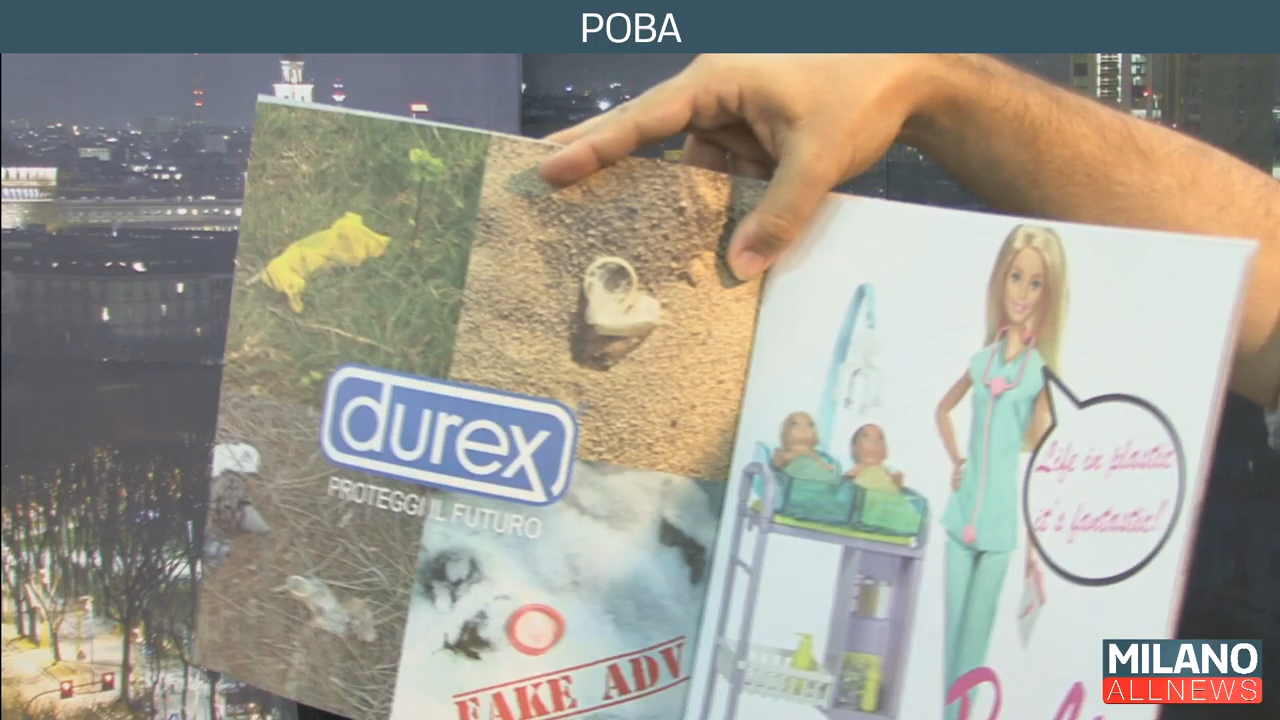 POBA
durex
PROTEGGI IL FUTURO
FAKE ADV
Life in plastic
it's fantastic!
MILANO
ALLNEWS